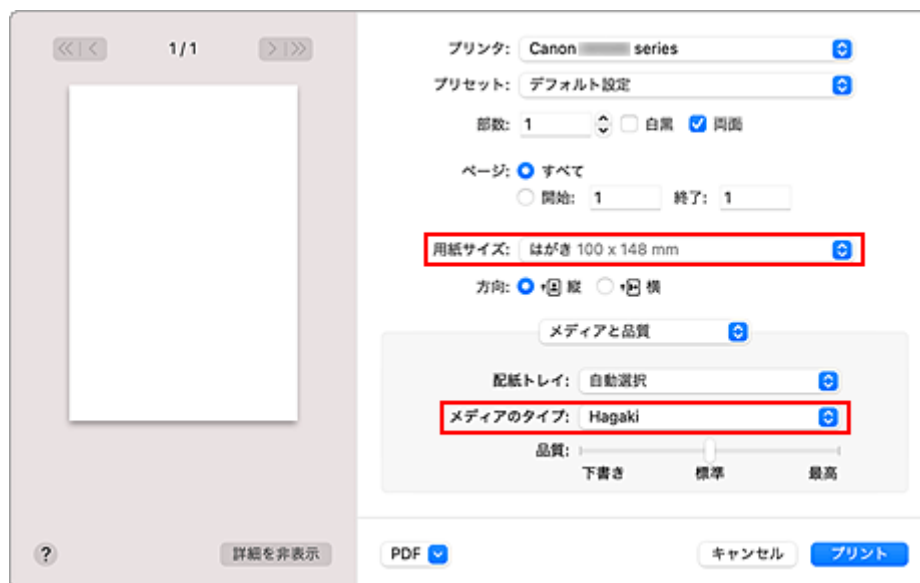 1/1
プリンタ: Canon series
プリセット: デフォルト設定
部数: 1 白黒 両面
ページ: すべて
開始: 1 終了: 1
用紙サイズ: はがき 100 x 148 mm
方向: 縦 横
メディアと品質
配紙トレイ: 自動選択
メディアのタイプ: Hagaki
品質:
下書き 標準 最高
? 詳細を非表示 PDF キャンセル プリント